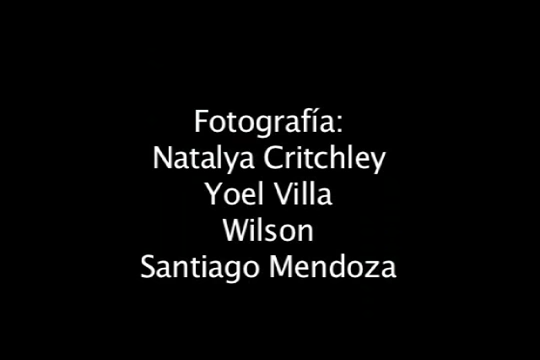 Fotografía:
Natalya Critchley
Yoel Villa
Wilson
Santiago Mendoza